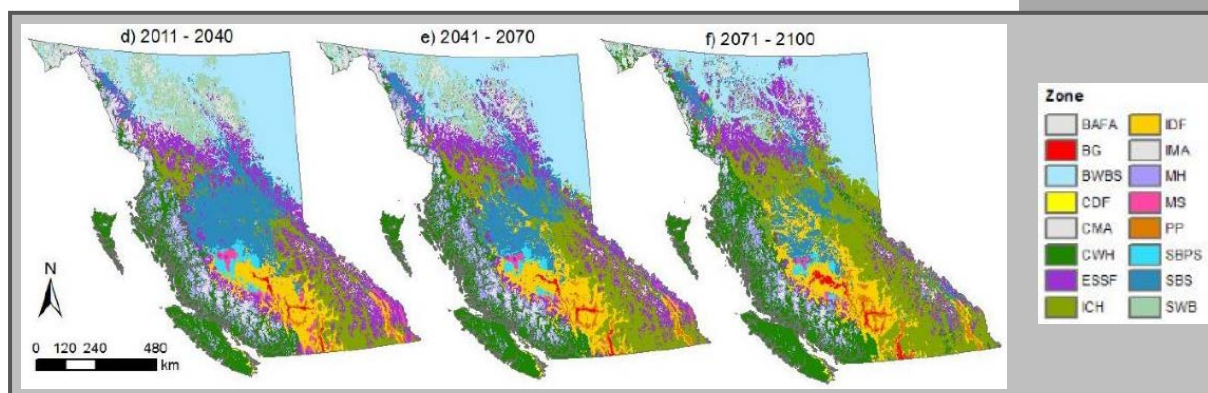 d) 2011 - 2040
e) 2041 - 2070
f) 2071 - 2100
N
0 120 240 480
km
Zone
BAFA IDF
BG IMA
BWBS MH
CDF MS
CMA PP
CWH SBPS
ESSF SBS
ICH SWB